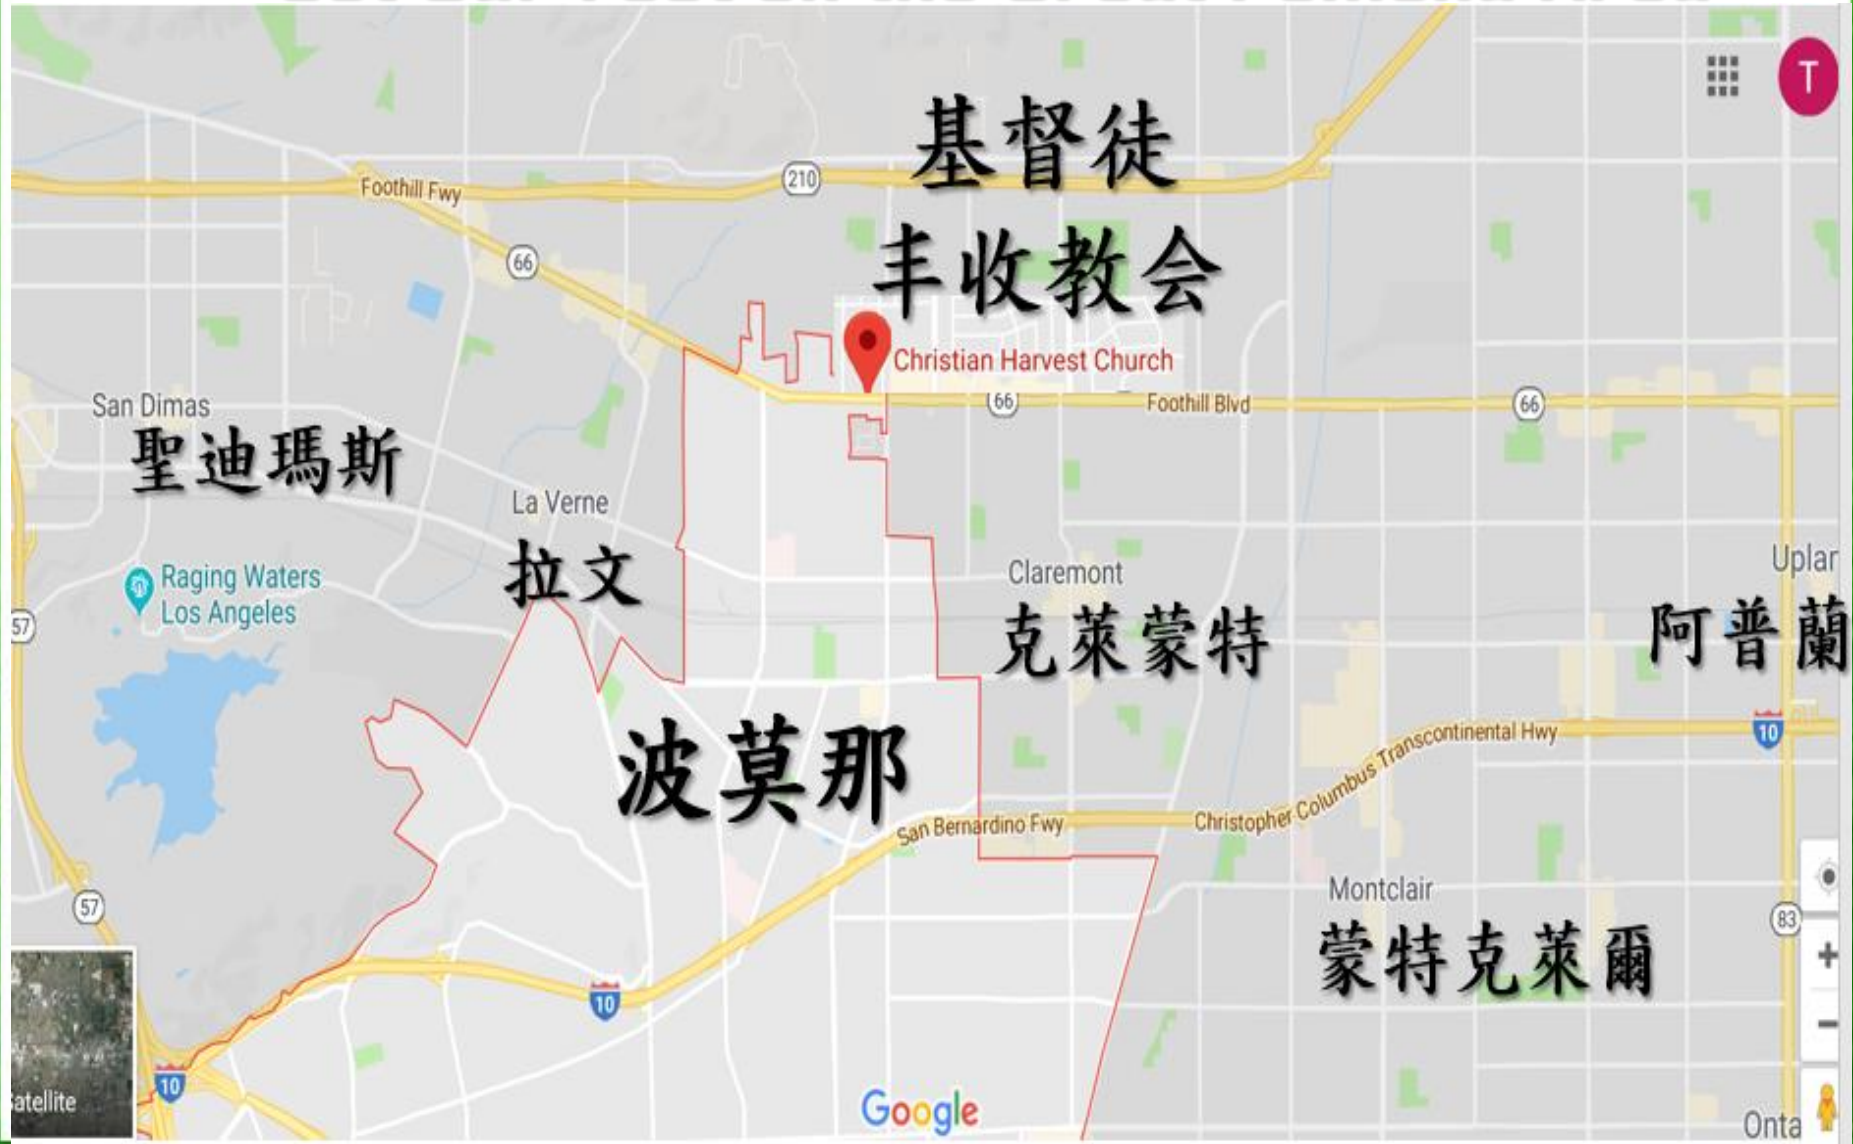 T
基督徒
Foothill Fwy
210
丰收教会
66
Christian Harvest Church
San Dimas
66
Foothill Blvd
66
聖迪瑪斯
La Verne
拉文
Raging Waters
Los Angeles
Claremont
Uplan
57
克萊蒙特
阿普蘭
波莫那
10
Christopher Columbus Transcontinental Hwy
San Bernardino Fwy
57
Montclair
83
蒙特克萊爾
10
10
atellite
Google
Onta